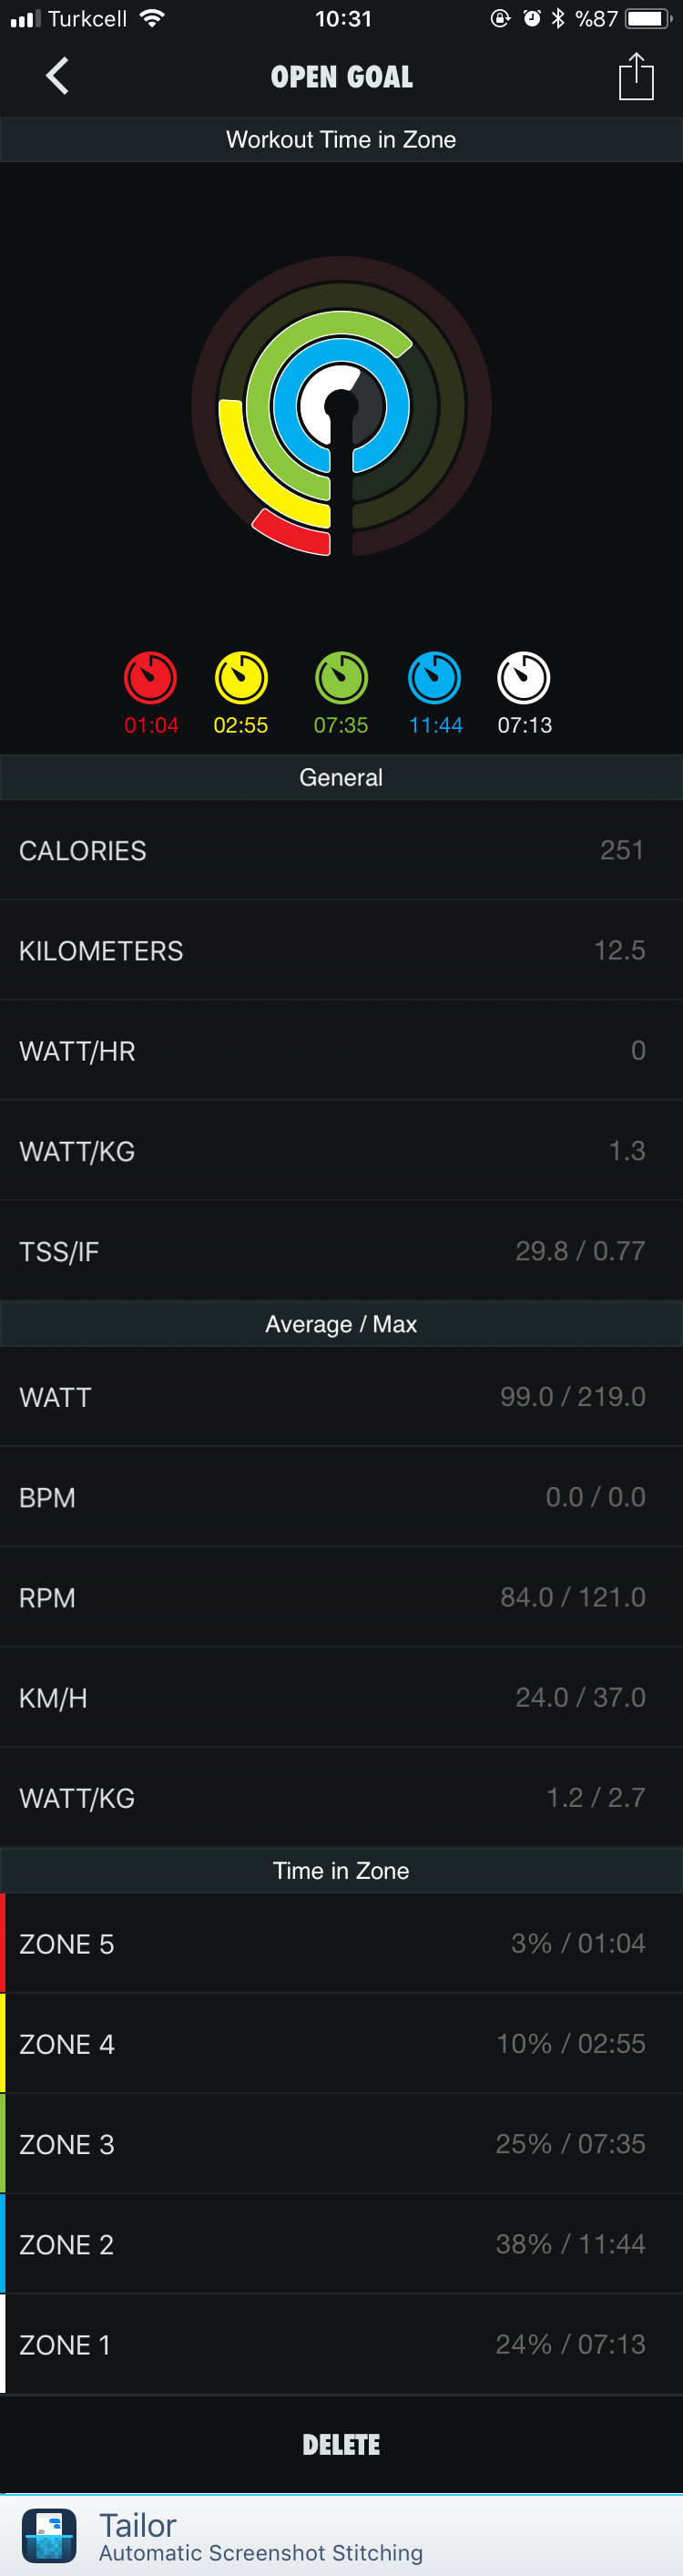 Turkcell 10:31 %87
OPEN GOAL
Workout Time in Zone
01:04 02:55 07:35 11:44 07:13
General
CALORIES 251
KILOMETERS 12.5
WATT/HR 0
WATT/KG 1.3
TSS/IF 29.8 / 0.77
Average / Max
WATT 99.0 / 219.0
BPM 0.0 / 0.0
RPM 84.0 / 121.0
KM/H 24.0 / 37.0
WATT/KG 1.2 / 2.7
Time in Zone
ZONE 5 3% / 01:04
ZONE 4 10% / 02:55
ZONE 3 25% / 07:35
ZONE 2 38% / 11:44
ZONE 1 24% / 07:13
DELETE
Tailor
Automatic Screenshot Stitching